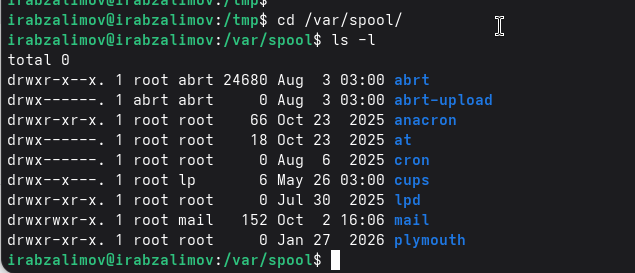 irabzalimov@irabzalimov:/tmp$
irabzalimov@irabzalimov:/tmp$ cd /var/spool/
irabzalimov@irabzalimov:/var/spool$ ls -l
total 0
drwxr-x--x. 1 root abrt 24680 Aug  3 03:00 abrt
drwx------. 1 abrt abrt     0 Aug  3 03:00 abrt-upload
drwxr-xr-x. 1 root root    66 Oct 23  2025 anacron
drwx------. 1 root root    18 Oct 23  2025 at
drwx------. 1 root root     0 Aug  6  2025 cron
drwx--x---. 1 root lp       6 May 26 03:00 cups
drwxr-xr-x. 1 root root     0 Jul 30  2025 lpd
drwxrwxr-x. 1 root mail   152 Oct  2 16:06 mail
drwxr-xr-x. 1 root root     0 Jan 27  2026 plymouth
irabzalimov@irabzalimov:/var/spool$